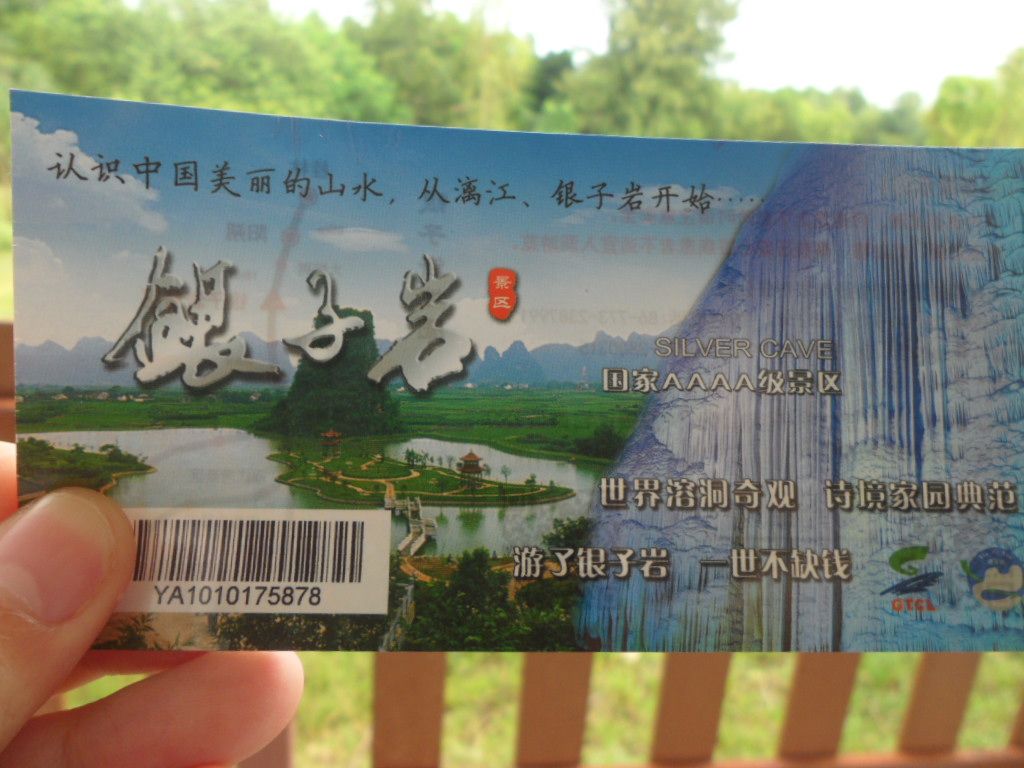 认识中国美丽的山水，从漓江、银子岩开始……
银子岩
景区
SILVER CAVE
国家AAAA级景区
世界溶洞奇观 诗境家园典范
游了银子岩 一世不缺钱
YA1010175878
GTCL